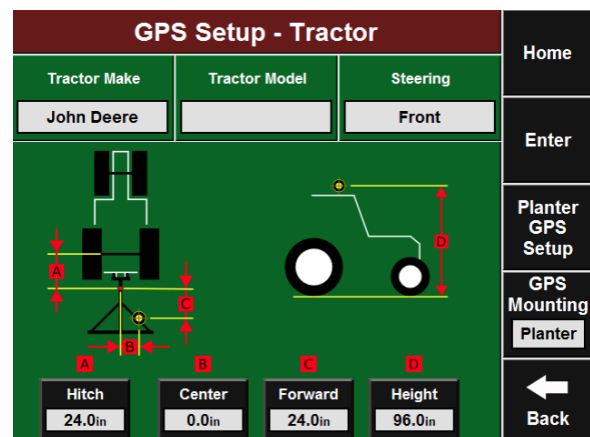 GPS Setup - Tractor
Tractor Make
Tractor Model
Steering
John Deere
Front
A
B
C
D
A
B
C
D
Hitch
Center
Forward
Height
24.0in
0.0in
24.0in
96.0in
Home
Enter
Planter
GPS
Setup
GPS
Mounting
Planter
Back